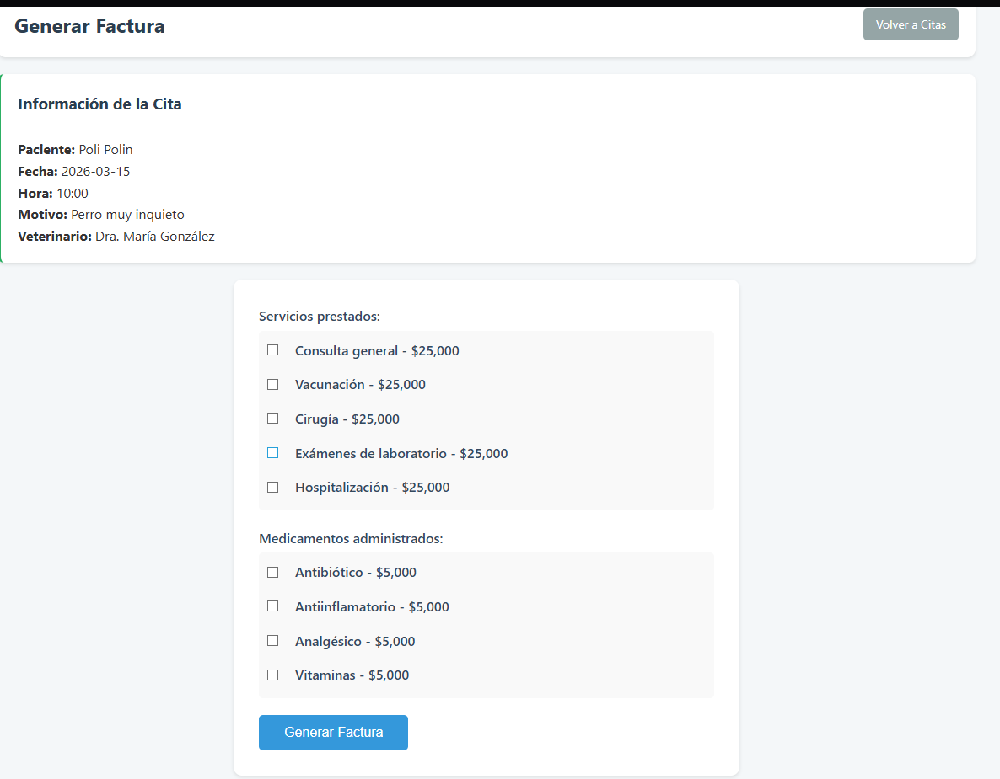 Generar Factura
Volver a Citas
Información de la Cita
Paciente: Poli Polin
Fecha: 2026-03-15
Hora: 10:00
Motivo: Perro muy inquieto
Veterinario: Dra. María González
Servicios prestados:
Consulta general - $25,000
Vacunación - $25,000
Cirugía - $25,000
Exámenes de laboratorio - $25,000
Hospitalización - $25,000
Medicamentos administrados:
Antibiótico - $5,000
Antiinflamatorio - $5,000
Analgésico - $5,000
Vitaminas - $5,000
Generar Factura